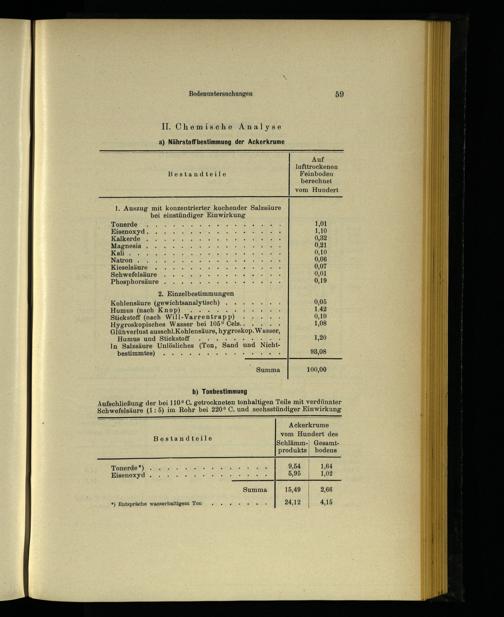 Bodenuntersuchungen 59
II. Chemische Analyse
a) Nährstoffbestimmung der Ackerkrume
Bestandteile
Auf
lufttrockenen
Feinboden
berechnet
vom Hundert
1. Auszug mit konzentrierter kochender Salzsäure
bei einstündiger Einwirkung
Tonerde . . . . . . . . . . . . . . 1,01
Eisenoxyd . . . . . . . . . . . . . . 1,10
Kalkerde . . . . . . . . . . . . . . 0,32
Magnesia . . . . . . . . . . . . . . 0,21
Kali . . . . . . . . . . . . . . 0,10
Natron . . . . . . . . . . . . . . 0,06
Kieselsäure . . . . . . . . . . . . . 0,07
Schwefelsäure . . . . . . . . . . . . 0,01
Phosphorsäure . . . . . . . . . . . . 0,19
2. Einzelbestimmungen
Kohlensäure (gewichtsanalytisch) . . . . . . 0,05
Humus (nach Knop) . . . . . . . . . 1.42
Stickstoff (nach Will-Varrentrapp) . . . . . 0,19
Hygroskopisches Wasser bei 105° Cels. . . . . 1,08
Glühverlust ausschl. Kohlensäure, hygroskop. Wasser,
Humus und Stickstoff . . . . . . . . 1,20
In Salzsäure Unlösliches (Ton, Sand und Nicht-
bestimmtes) . . . . . . . . . . . 93,08
Summa 100,00
b) Tonbestimmung
Aufschließung der bei 110° C. getrockneten tonhaltigen Teile mit verdünnter
Schwefelsäure (1:5) im Rohr bei 220° C. und sechsstündiger Einwirkung
Bestandteile
Ackerkrume
vom Hundert des
Schlämm- Gesamt-
produkts bodens
Tonerde*) . . . . . . . . . . . . 9,54 1,64
Eisenoxyd . . . . . . . . . . . . 5,95 1,02
Summa 15,49 2,66
*) Entspräche wasserhaltigem Ton . . . . . . 24,12 4,15